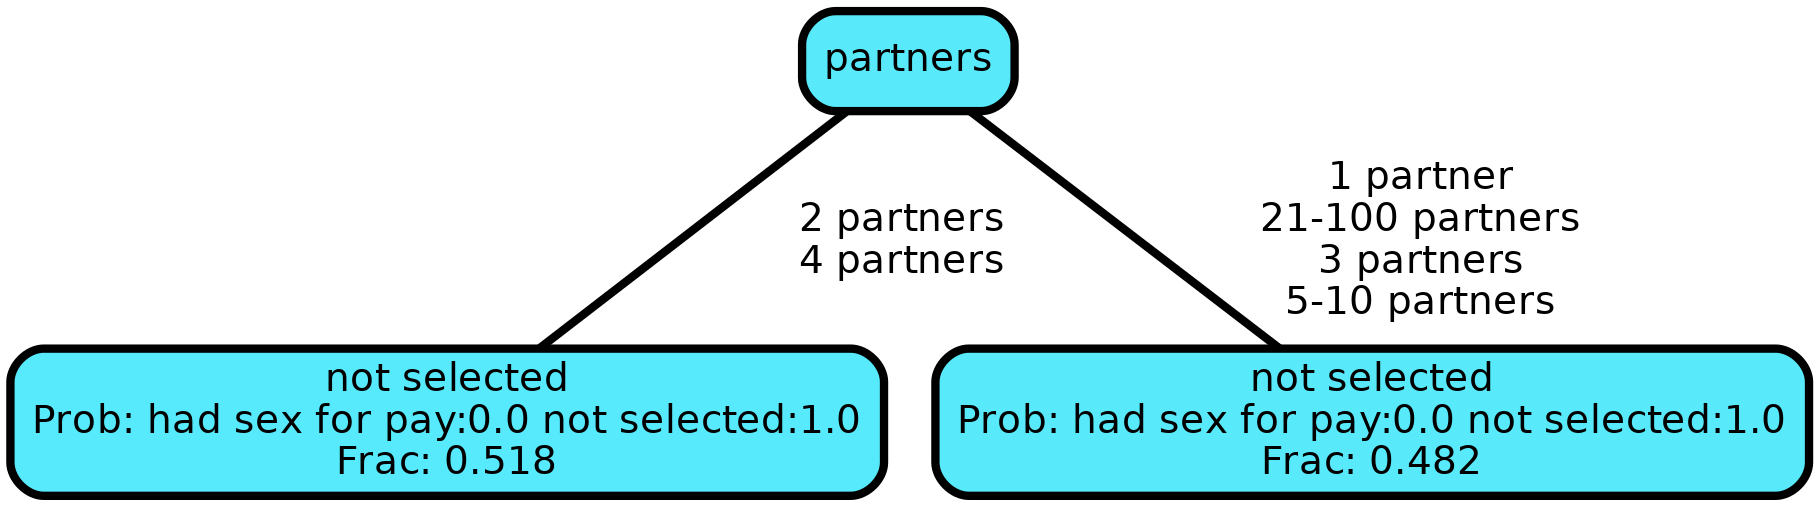 partners
2 partners
4 partners
1 partner
21-100 partners
3 partners
5-10 partners
not selected
Prob: had sex for pay:0.0 not selected:1.0
Frac: 0.518
not selected
Prob: had sex for pay:0.0 not selected:1.0
Frac: 0.482